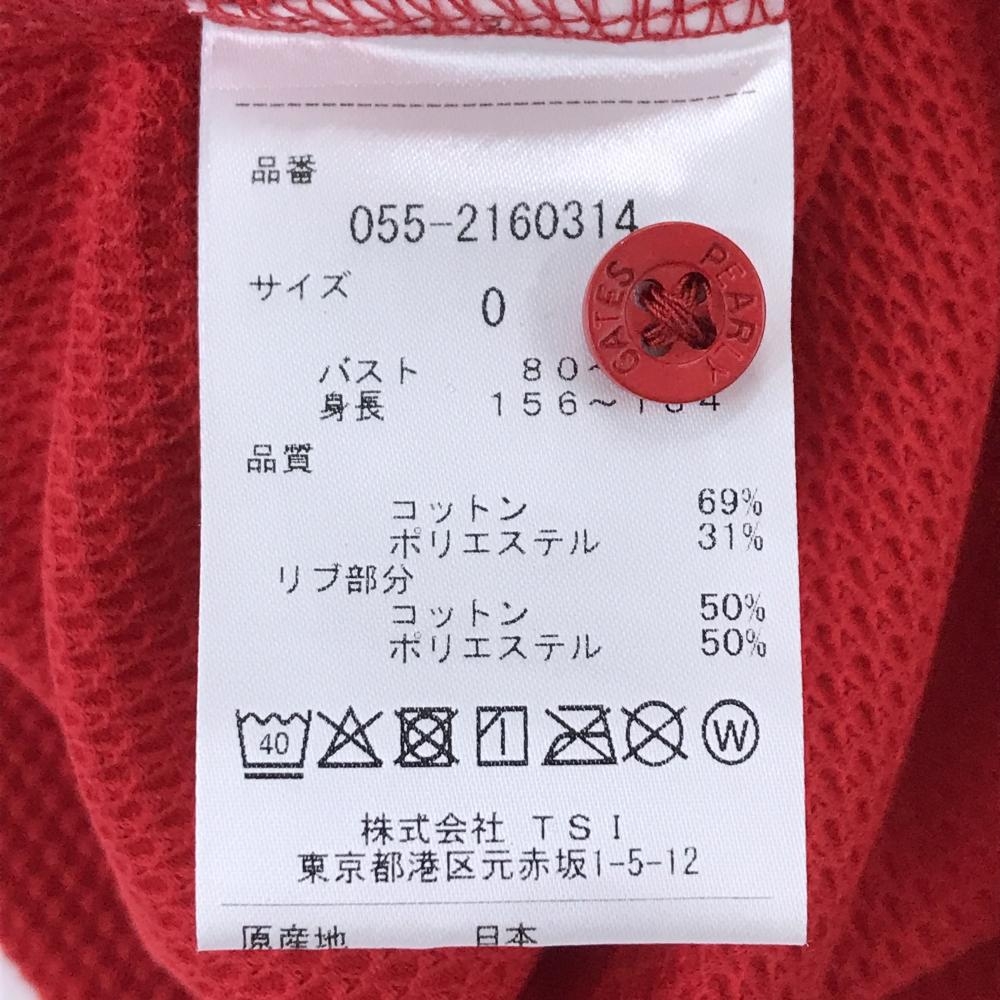 品番
055-2160314
サイズ
0
バスト 80~
身長 156~
品質
コットン 69%
ポリエステル 31%
リブ部分
コットン 50%
ポリエステル 50%
40
W
株式会社 TSI
東京都港区元赤坂1-5-12
原産地 日本
PEARLY GATES